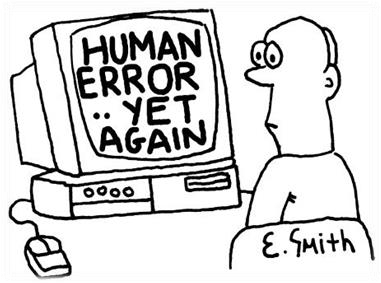 HUMAN
ERROR
.. YET
AGAIN
E. Smith